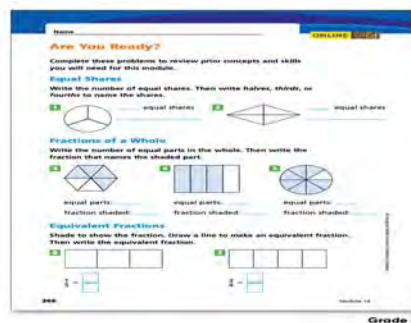 Name
ONLINE
Are You Ready?
Complete these problems to review prior concepts and skills
you will need for this module.
Equal Shares
Write the number of equal shares. Then write halves, thirds, or
fourths to name the shares.
1 equal shares 2 equal shares
Fractions of a Whole
Write the number of equal parts in the whole. Then write the
fraction that names the shaded part.
equal parts: equal parts: equal parts:
fraction shaded: fraction shaded: fraction shaded:
Equivalent Fractions
Shade to show the fraction. Draw a line to make an equivalent fraction.
Then write the equivalent fraction.
Module 14
Grade